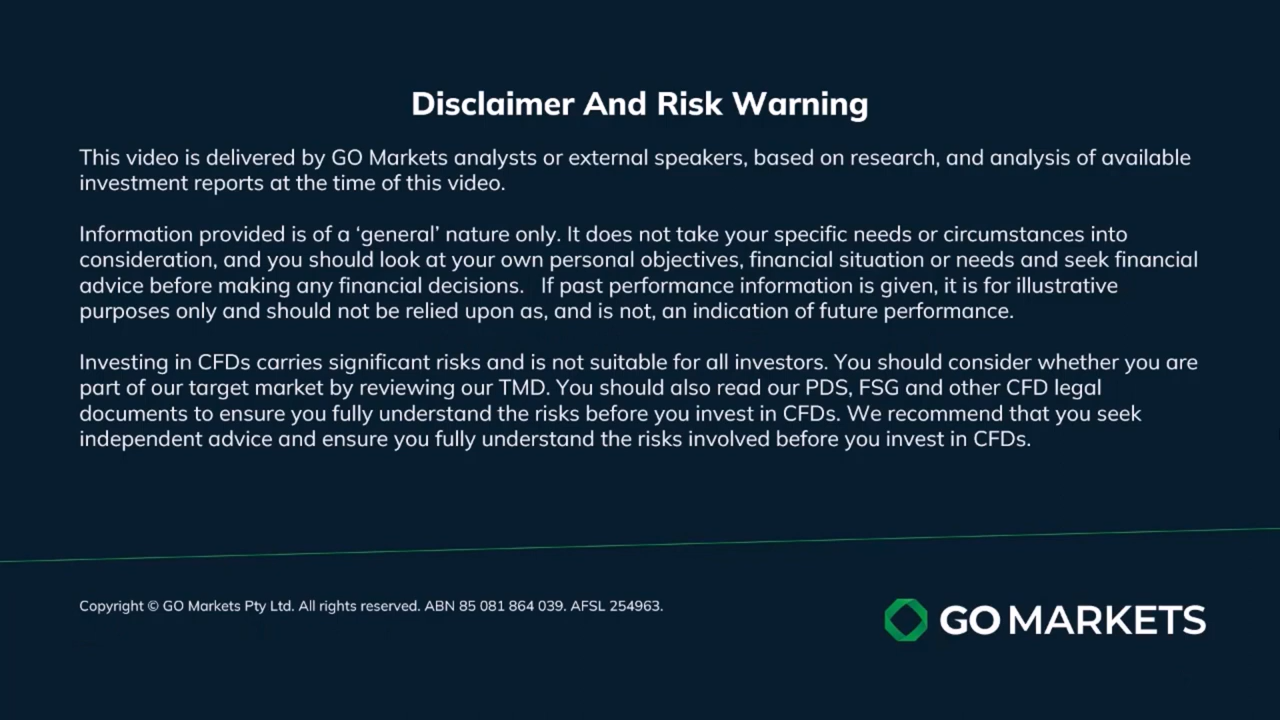 Disclaimer And Risk Warning
This video is delivered by GO Markets analysts or external speakers, based on research, and analysis of available
investment reports at the time of this video.
Information provided is of a ‘general’ nature only. It does not take your specific needs or circumstances into
consideration, and you should look at your own personal objectives, financial situation or needs and seek financial
advice before making any financial decisions.   If past performance information is given, it is for illustrative
purposes only and should not be relied upon as, and is not, an indication of future performance.
Investing in CFDs carries significant risks and is not suitable for all investors. You should consider whether you are
part of our target market by reviewing our TMD. You should also read our PDS, FSG and other CFD legal
documents to ensure you fully understand the risks before you invest in CFDs. We recommend that you seek
independent advice and ensure you fully understand the risks involved before you invest in CFDs.
Copyright © GO Markets Pty Ltd. All rights reserved. ABN 85 081 864 039. AFSL 254963.
GO MARKETS